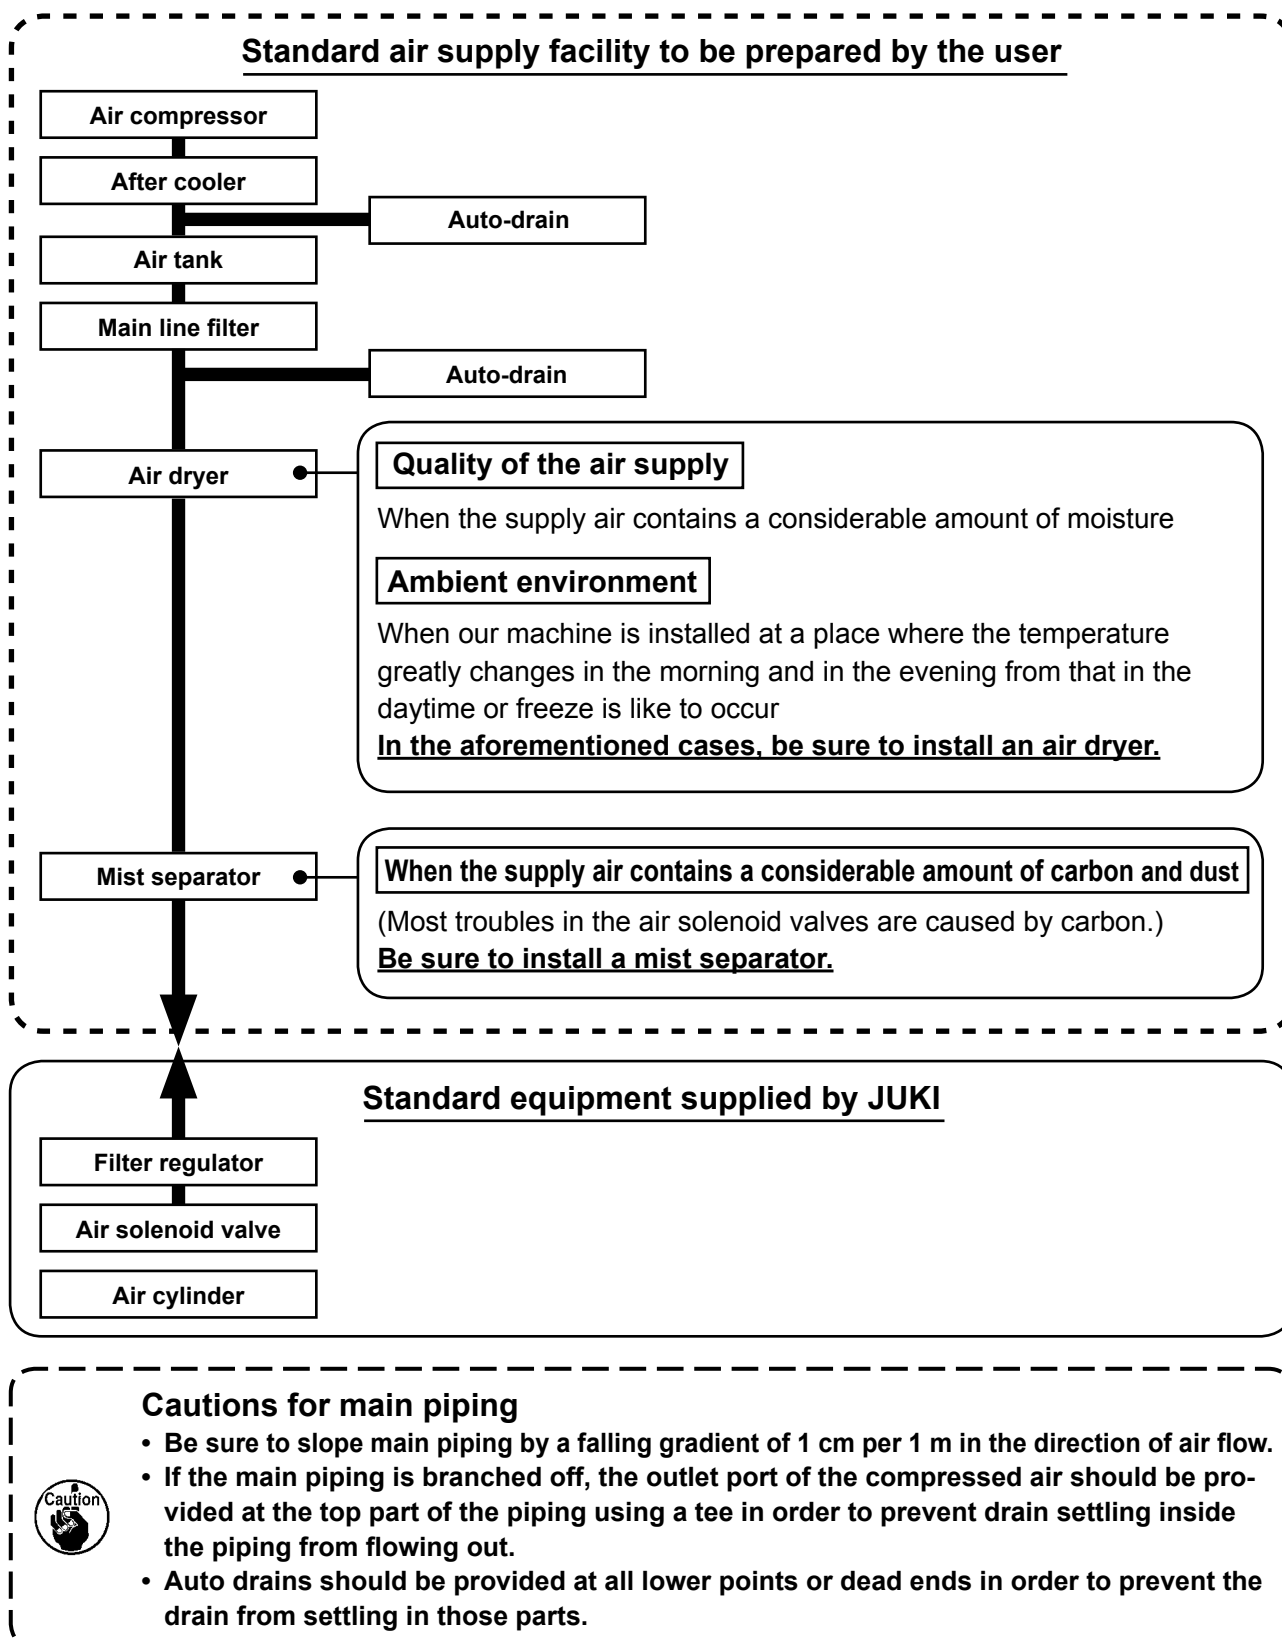 Standard air supply facility to be prepared by the user
Air compressor
After cooler
Auto-drain
Air tank
Main line filter
Auto-drain
Air dryer
Quality of the air supply
When the supply air contains a considerable amount of moisture
Ambient environment
When our machine is installed at a place where the temperature
greatly changes in the morning and in the evening from that in the
daytime or freeze is like to occur
In the aforementioned cases, be sure to install an air dryer.
Mist separator
When the supply air contains a considerable amount of carbon and dust
(Most troubles in the air solenoid valves are caused by carbon.)
Be sure to install a mist separator.
Standard equipment supplied by JUKI
Filter regulator
Air solenoid valve
Air cylinder
Caution
Cautions for main piping
• Be sure to slope main piping by a falling gradient of 1 cm per 1 m in the direction of air flow.
• If the main piping is branched off, the outlet port of the compressed air should be pro-
vided at the top part of the piping using a tee in order to prevent drain settling inside
the piping from flowing out.
• Auto drains should be provided at all lower points or dead ends in order to prevent the
drain from settling in those parts.